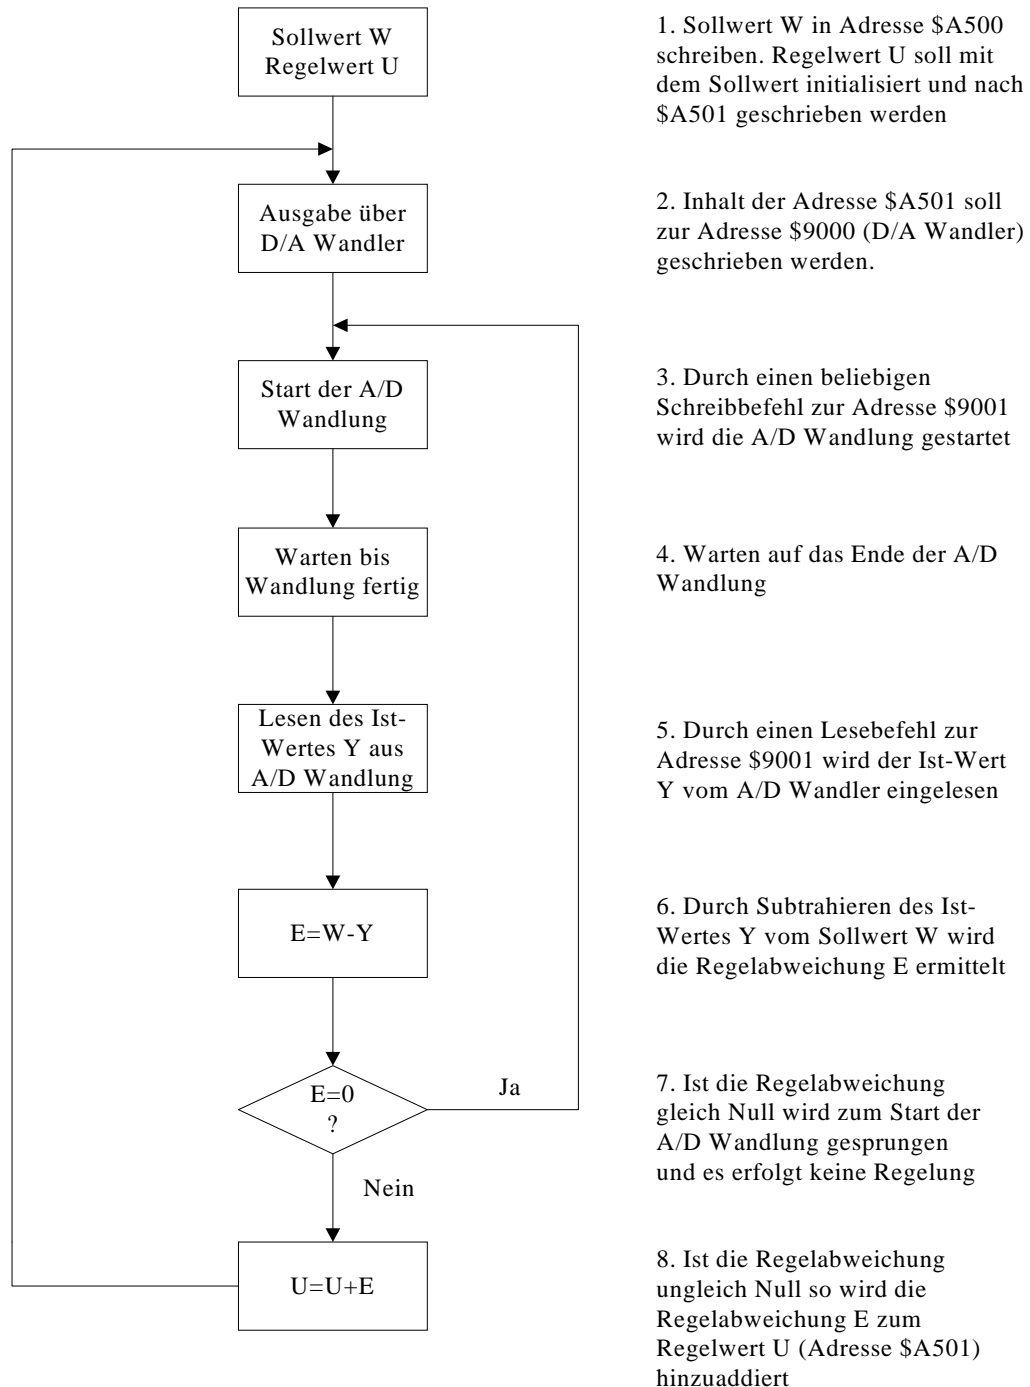 Sollwert W
Regelwert U
1. Sollwert W in Adresse $A500
schreiben. Regelwert U soll mit
dem Sollwert initialisiert und nach
$A501 geschrieben werden
Ausgabe über
D/A Wandler
2. Inhalt der Adresse $A501 soll
zur Adresse $9000 (D/A Wandler)
geschrieben werden.
Start der A/D
Wandlung
3. Durch einen beliebigen
Schreibbefehl zur Adresse $9001
wird die A/D Wandlung gestartet
Warten bis
Wandlung fertig
4. Warten auf das Ende der A/D
Wandlung
Lesen des Ist-
Wertes Y aus
A/D Wandlung
5. Durch einen Lesebefehl zur
Adresse $9001 wird der Ist-Wert
Y vom A/D Wandler eingelesen
E=W-Y
6. Durch Subtrahieren des Ist-
Wertes Y vom Sollwert W wird
die Regelabweichung E ermittelt
E=0
?
Ja
Nein
7. Ist die Regelabweichung
gleich Null wird zum Start der
A/D Wandlung gesprungen
und es erfolgt keine Regelung
U=U+E
8. Ist die Regelabweichung
ungleich Null so wird die
Regelabweichung E zum
Regelwert U (Adresse $A501)
hinzuaddiert